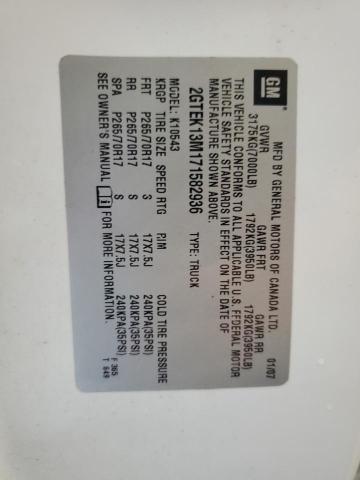 GM
MFD BY GENERAL MOTORS OF CANADA LTD. 01/07
GVWR GAWR FRT GAWR RR
3175KG(7000LB) 1792KG(3950LB) 1792KG(3950LB)
THIS VEHICLE CONFORMS TO ALL APPLICABLE U.S. FEDERAL MOTOR
VEHICLE SAFETY STANDARDS IN EFFECT ON THE DATE OF
MANUFACTURE SHOWN ABOVE.
2GTEK13M171582936 TYPE: TRUCK
MODEL: K10543
KRGP TIRE SIZE SPEED RTG RIM COLD TIRE PRESSURE
FRT P265/70R17 S 17X7.5J 240KPA(35PSI)
RR P265/70R17 S 17X7.5J 240KPA(35PSI)
SPA P265/70R17 S 17X7.5J 240KPA(35PSI)
SEE OWNER'S MANUAL FOR MORE INFORMATION.
F 365
T 649